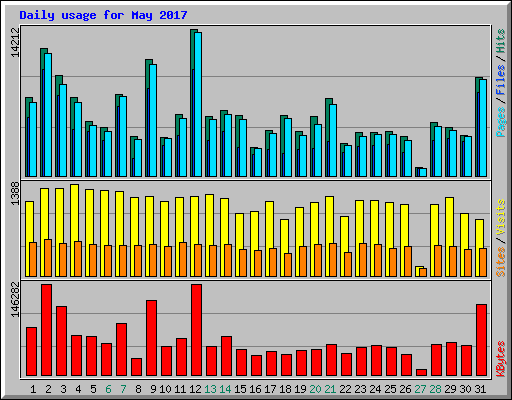 Daily usage for May 2017
14212
Pages / Files / Hits
1388
Sites / Visits
146282
KBytes
1 2 3 4 5 6 7 8 9 10 11 12 13 14 15 16 17 18 19 20 21 22 23 24 25 26 27 28 29 30 31